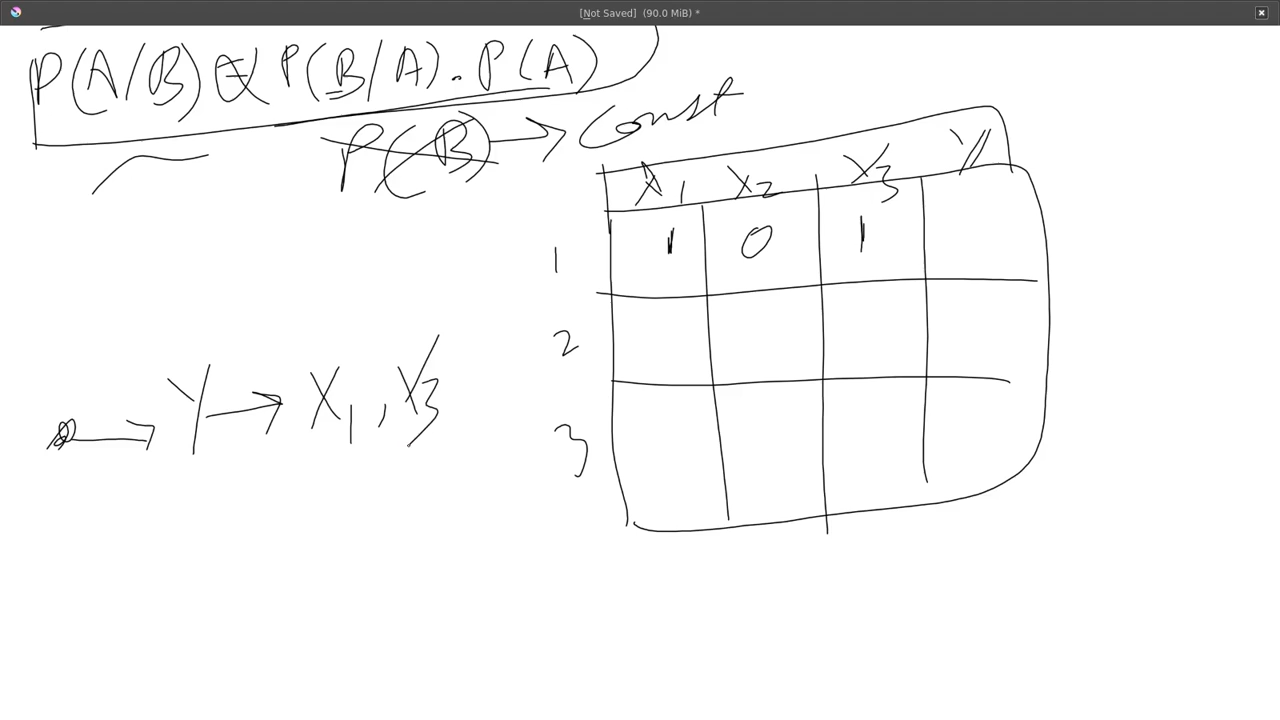 [Not Saved] (90.0 MiB) *
P(A/B) ∝ P(B/A) . P(A)
P(B) → Const
X1 X2 X3 Y
1 1 0 1
2
3
→ Y → X1, X3